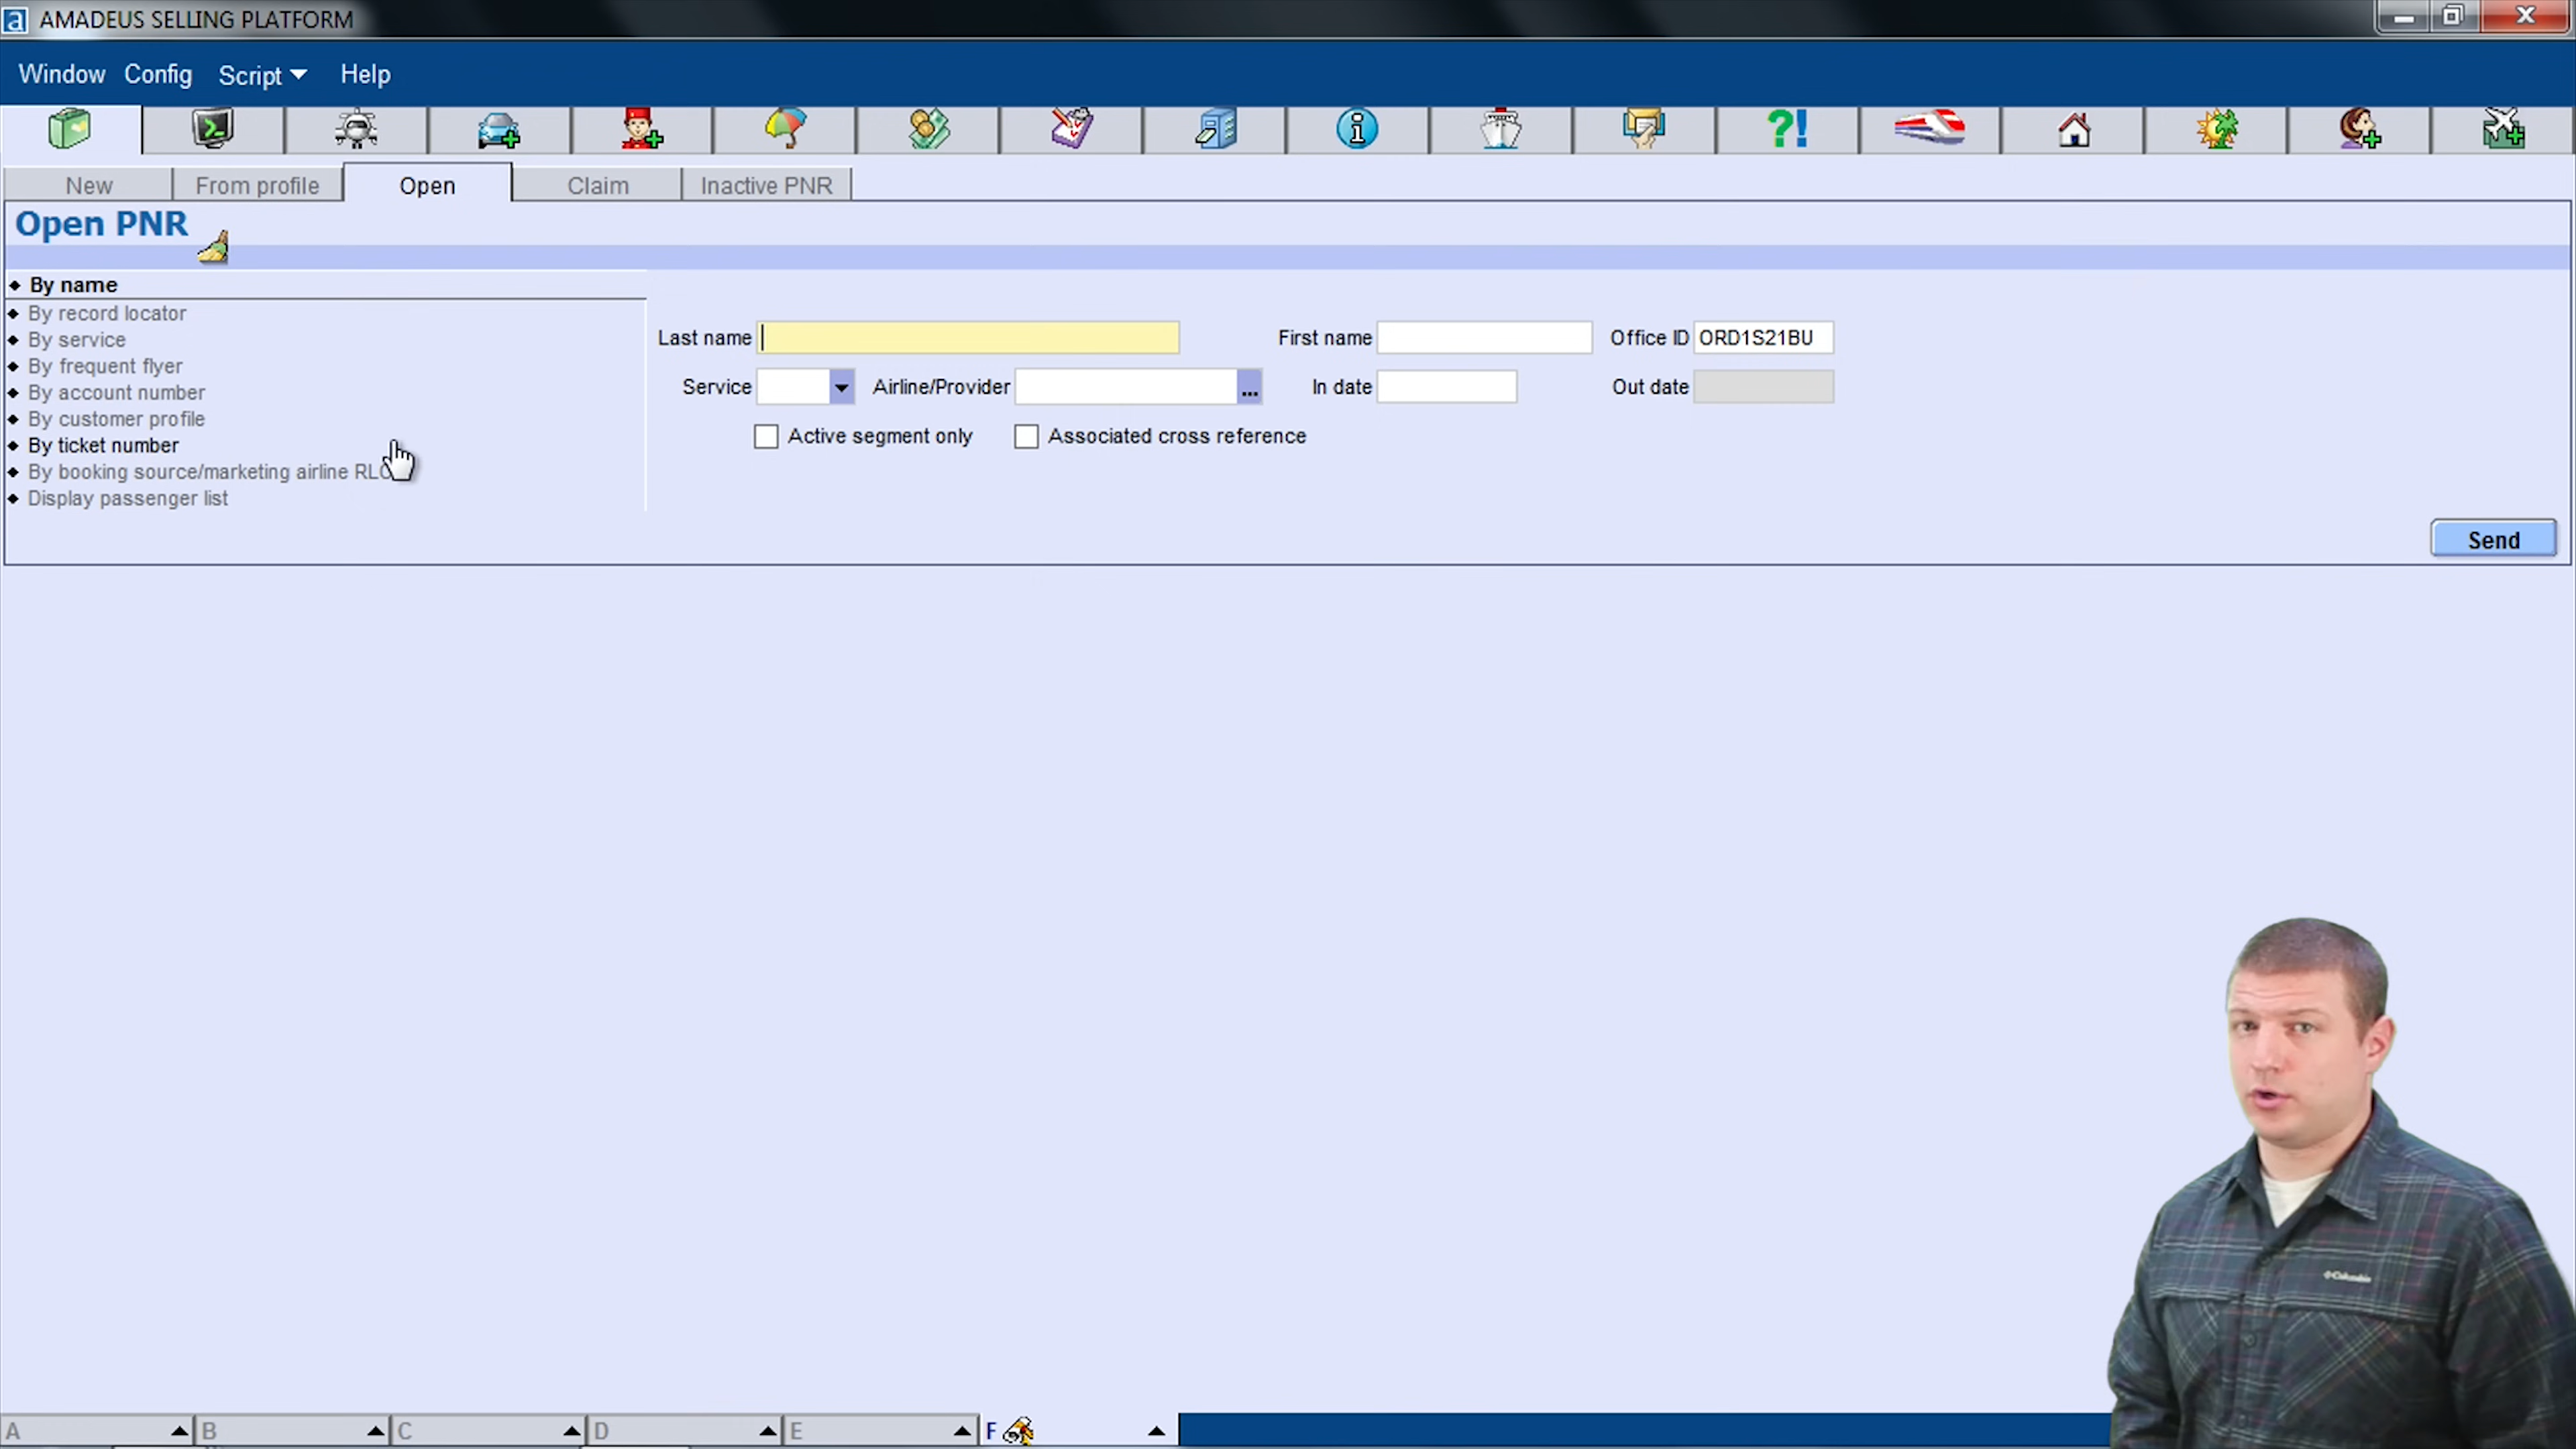 a AMADEUS SELLING PLATFORM
Window Config Script Help
New From profile Open Claim Inactive PNR
Open PNR
By name
By record locator
By service
By frequent flyer
By account number
By customer profile
By ticket number
By booking source/marketing airline RLO
Display passenger list
Last name First name Office ID ORD1S21BU
Service Airline/Provider ... In date Out date
Active segment only Associated cross reference
Send
Columbia
A B C D E F